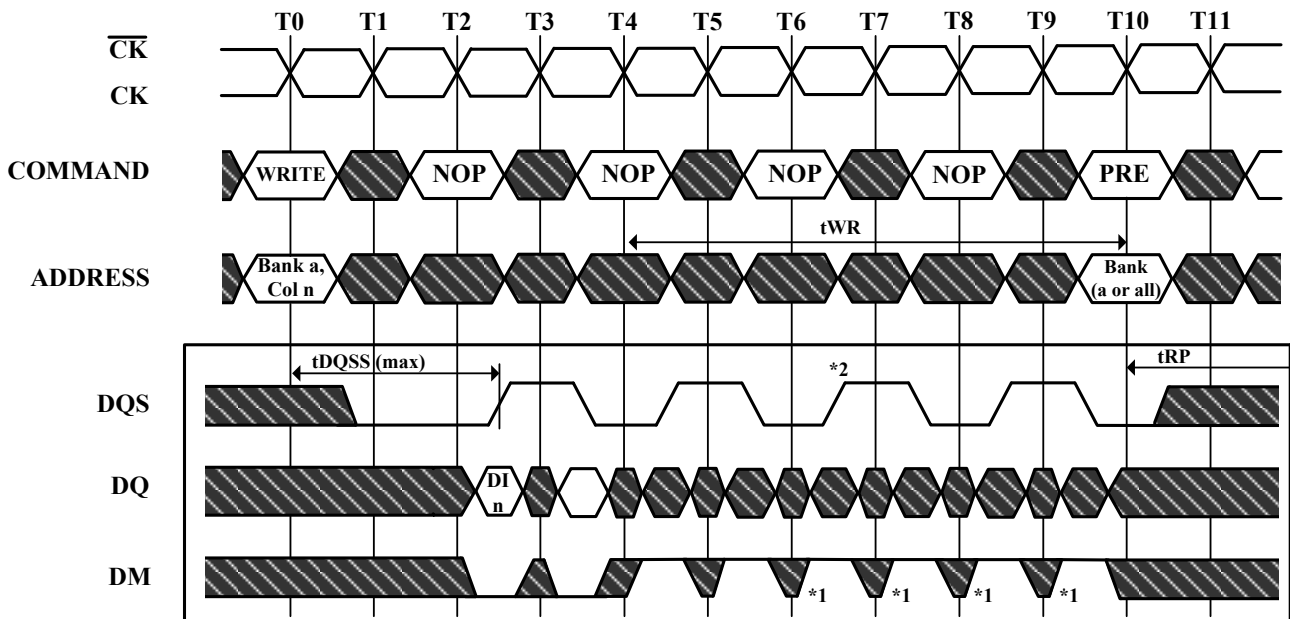 T0 T1 T2 T3 T4 T5 T6 T7 T8 T9 T10 T11
CK
CK
COMMAND WRITE NOP NOP NOP NOP PRE
tWR
ADDRESS
Bank a,
Col n
Bank
(a or all)
tDQSS (max)
*2
tRP
DQS
DQ
DI
n
DM
*1 *1 *1 *1